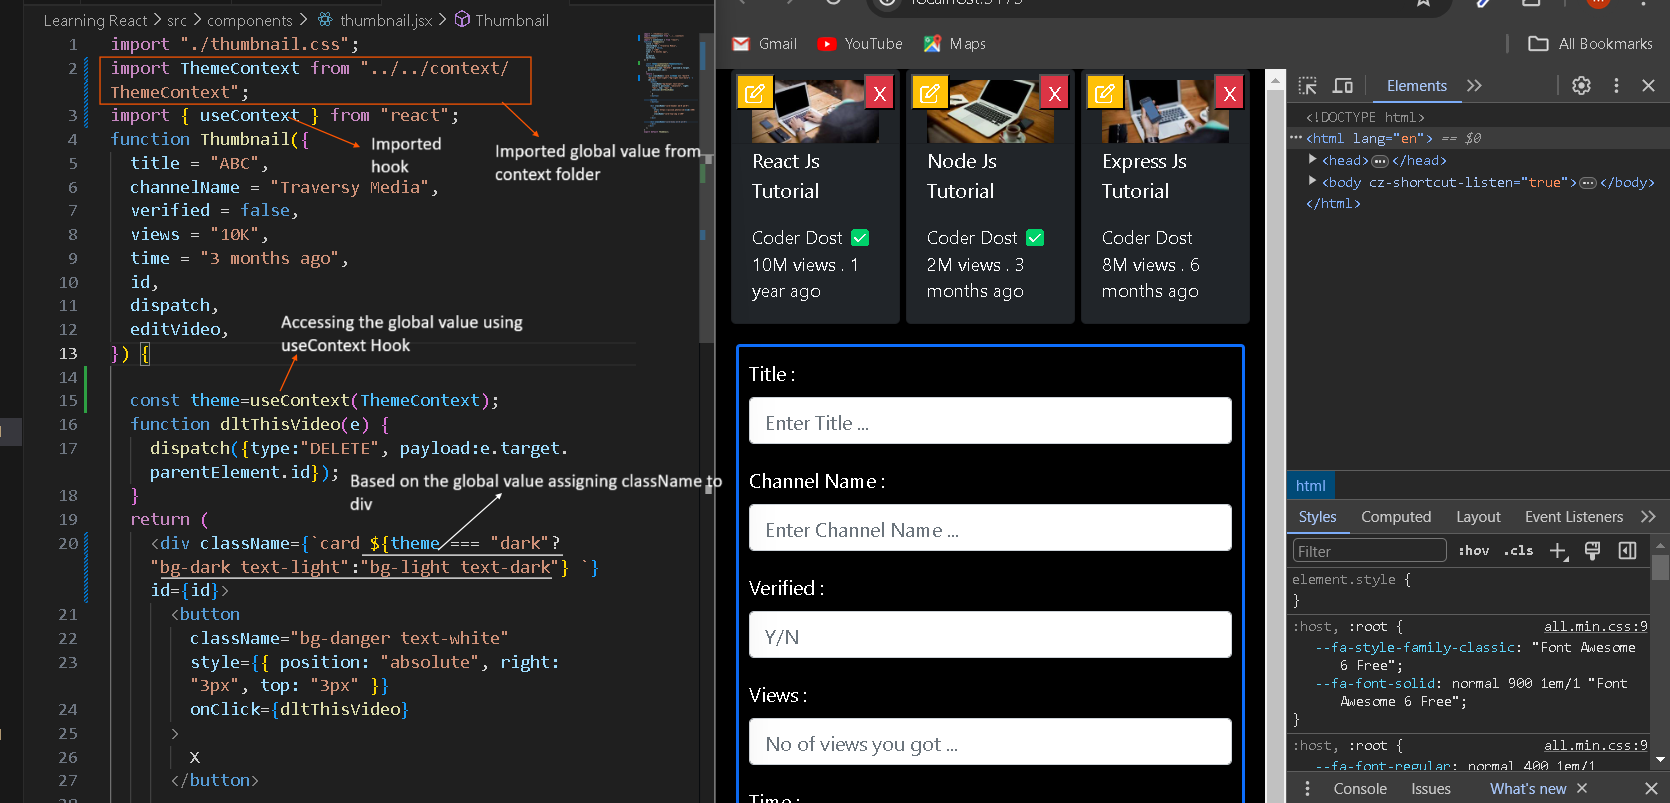 Learning React > src > components > thumbnail.jsx > Thumbnail
1 import "./thumbnail.css";
2 import ThemeContext from "../../context/
ThemeContext";
3 import { useContext } from "react";
4 function Thumbnail({
5 title = "ABC",
6 channelName = "Traversy Media",
7 verified = false,
8 views = "10K",
9 time = "3 months ago",
10 id,
11 dispatch,
12 editVideo,
13 }) {
14
15 const theme=useContext(ThemeContext);
16 function dltThisVideo(e) {
17 dispatch({type:"DELETE", payload:e.target.
parentElement.id});
18 }
19 return (
20 <div className={`card ${theme === "dark"?
"bg-dark text-light":"bg-light text-dark"} `}
id={id}>
21 <button
22 className="bg-danger text-white"
23 style={{ position: "absolute", right:
"3px", top: "3px" }}
24 onClick={dltThisVideo}
25 >
26 X
27 </button>
Imported
hook
Imported global value from
context folder
Accessing the global value using
useContext Hook
Based on the global value assigning className to
div
Gmail
YouTube
Maps
All Bookmarks
X
React Js
Tutorial
Coder Dost ✅
10M views . 1
year ago
X
Node Js
Tutorial
Coder Dost ✅
2M views . 3
months ago
X
Express Js
Tutorial
Coder Dost
8M views . 6
months ago
Title :
Enter Title ...
Channel Name :
Enter Channel Name ...
Verified :
Y/N
Views :
No of views you got ...
Time :
Elements
<!DOCTYPE html>
<html lang="en"> == $0
<head>…</head>
<body cz-shortcut-listen="true">…</body>
</html>
html
Styles Computed Layout Event Listeners
Filter :hov .cls
element.style {
}
:host, :root { all.min.css:9
--fa-style-family-classic: "Font Awesome
6 Free";
--fa-font-solid: normal 900 1em/1 "Font
Awesome 6 Free";
}
:host, :root { all.min.css:9
--fa-font-regular: normal 400 1em/1
Console Issues What's new